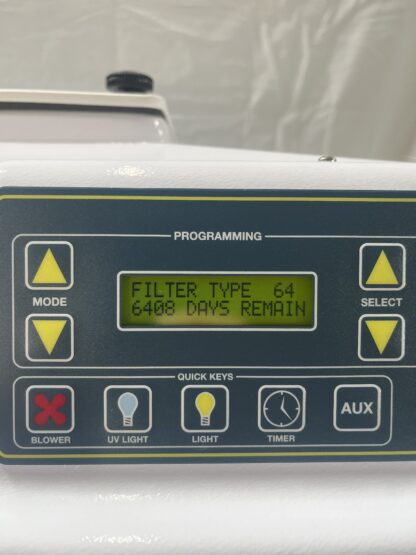 PROGRAMMING
MODE
FILTER TYPE 64
6408 DAYS REMAIN
SELECT
QUICK KEYS
BLOWER
UV LIGHT
LIGHT
TIMER
AUX